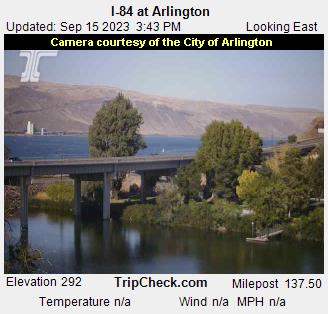 I-84 at Arlington
Updated: Sep 15 2023 3:43 PM Looking East
Camera courtesy of the City of Arlington
Elevation 292 TripCheck.com Milepost 137.50
Temperature n/a Wind n/a MPH n/a